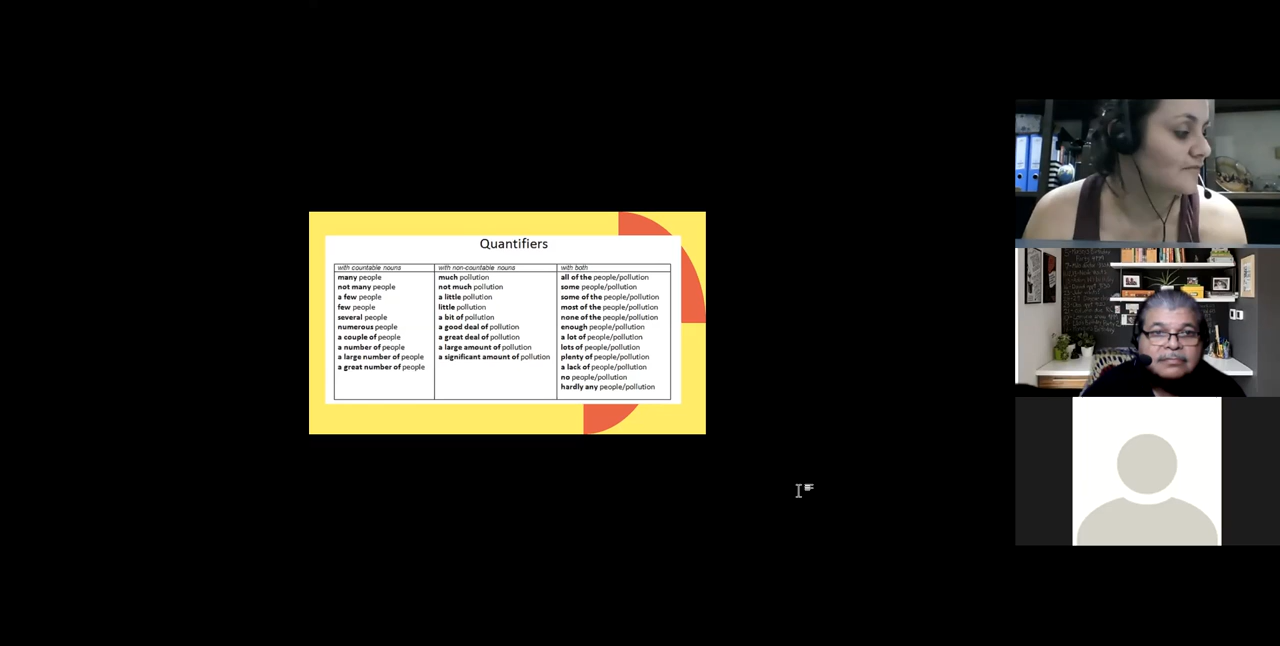 Quantifiers
with countable nouns
many people
not many people
a few people
few people
several people
numerous people
a couple of people
a number of people
a large number of people
a great number of people
with non-countable nouns
much pollution
not much pollution
a little pollution
little pollution
a bit of pollution
a good deal of pollution
a great deal of pollution
a large amount of pollution
a significant amount of pollution
with both
all of the people/pollution
some people/pollution
some of the people/pollution
most of the people/pollution
none of the people/pollution
enough people/pollution
a lot of people/pollution
lots of people/pollution
plenty of people/pollution
a lack of people/pollution
no people/pollution
hardly any people/pollution